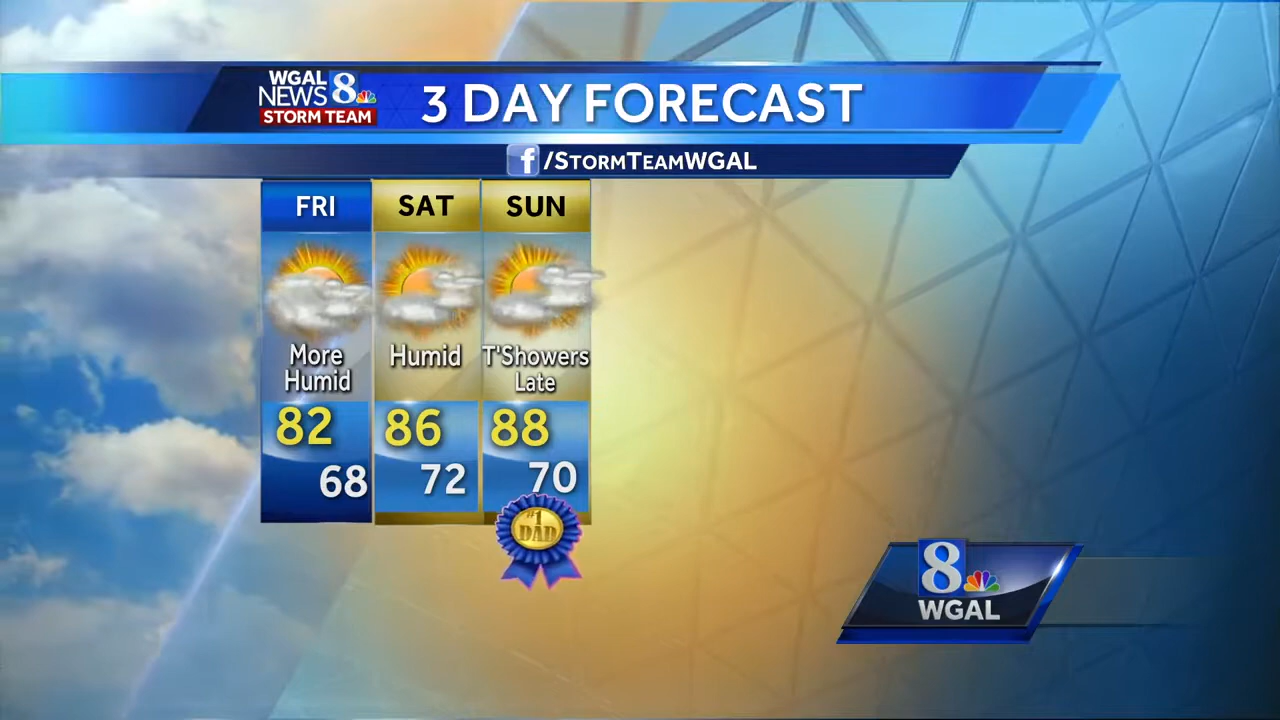 WGAL
NEWS 8
STORM TEAM
3 DAY FORECAST
f /STORMTEAMWGAL
FRI
SAT
SUN
More
Humid
Humid
T'Showers
Late
82
86
88
68
72
70
#1
DAD
8
WGAL